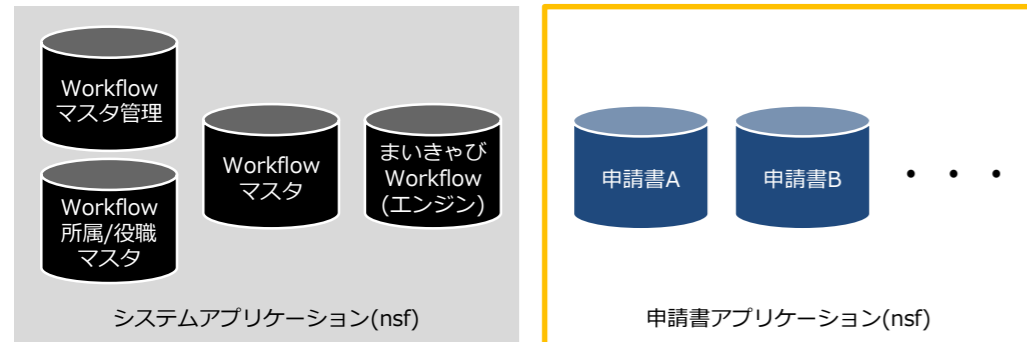 Workflow
マスタ管理
Workflow
所属/役職
マスタ
Workflow
マスタ
まいきゃび
Workflow
(エンジン)
システムアプリケーション(nsf)
申請書A
申請書B
・・・
申請書アプリケーション(nsf)